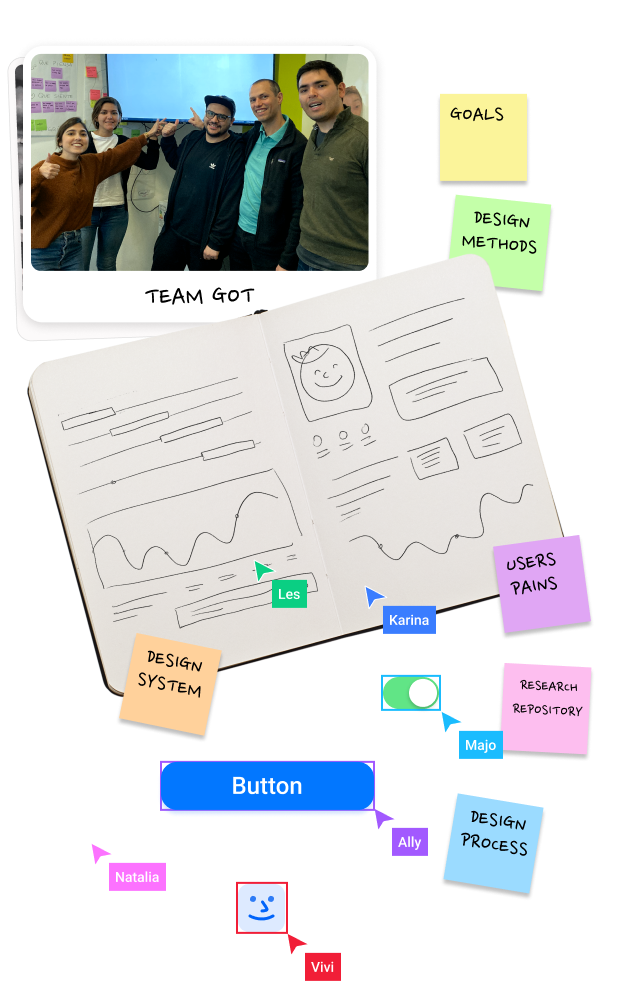 TEAM GOT
GOALS
DESIGN
METHODS
USERS
PAINS
Les
Karina
DESIGN
SYSTEM
RESEARCH
REPOSITORY
Majo
Button
Ally
DESIGN
PROCESS
Natalia
Vivi